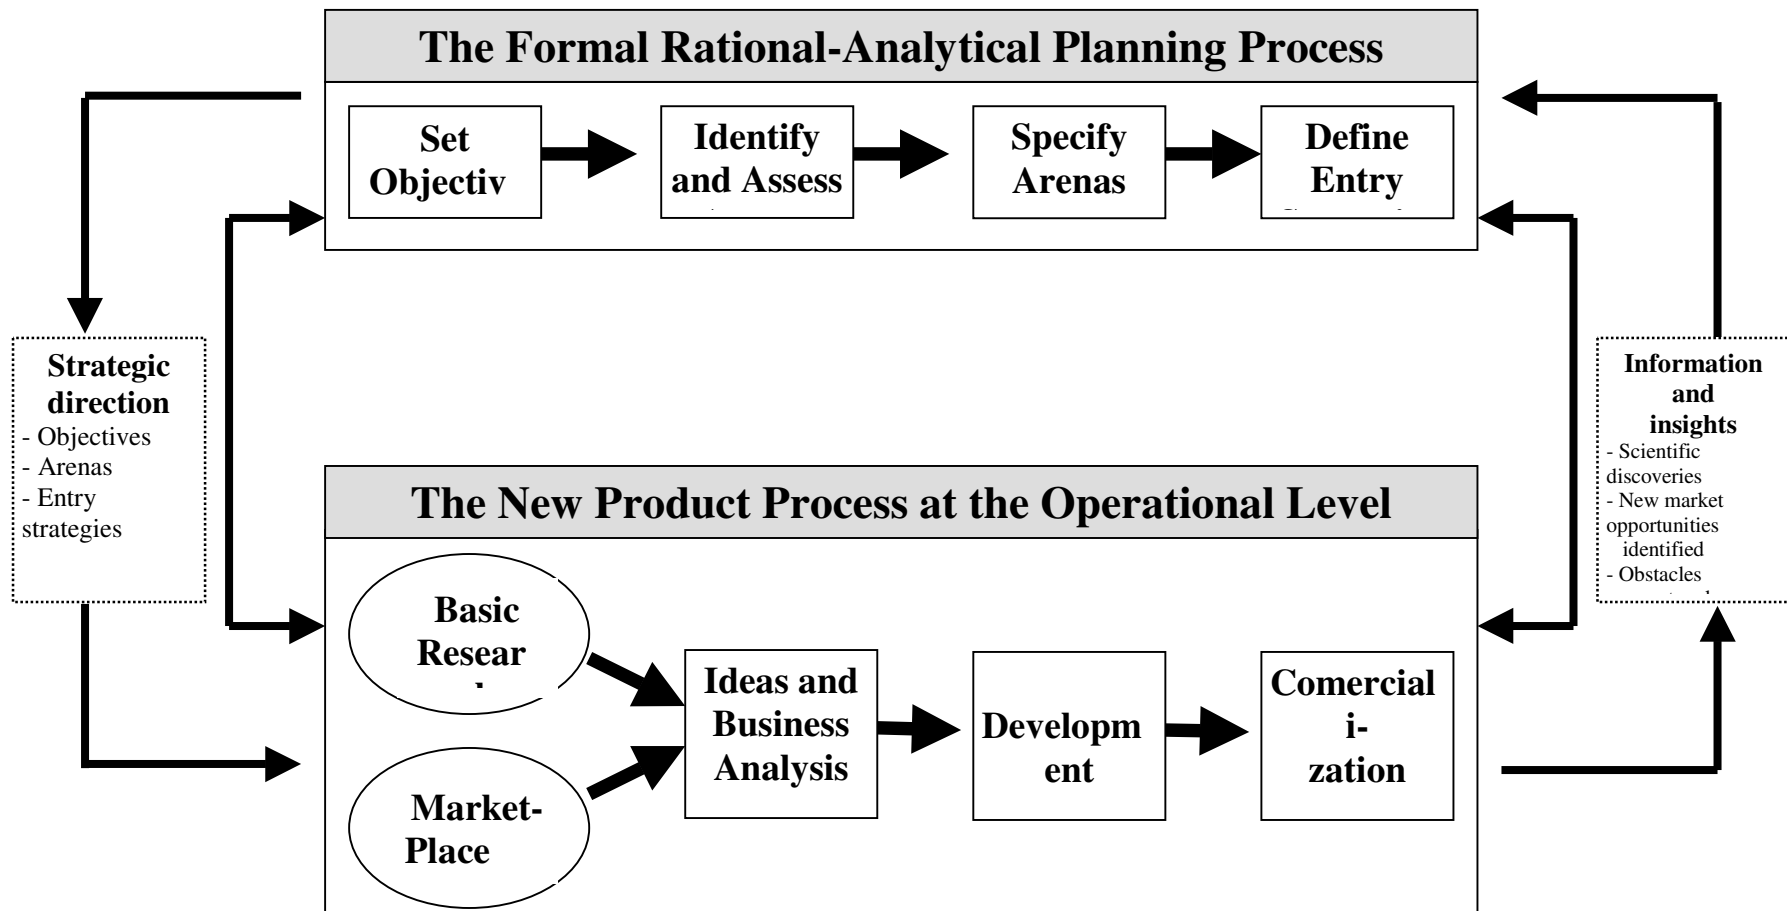 The Formal Rational-Analytical Planning Process
Set
Objectiv
Identify
and Assess
Specify
Arenas
Define
Entry
Strategic
direction
- Objectives
- Arenas
- Entry
strategies
Information
and
insights
- Scientific
discoveries
- New market
opportunities
identified
- Obstacles
The New Product Process at the Operational Level
Basic
Resear
Market-
Place
Ideas and
Business
Analysis
Developm
ent
Comercial
i-
zation